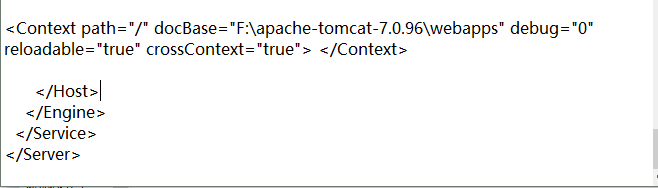 <Context path="/" docBase="F:\apache-tomcat-7.0.96\webapps" debug="0"
reloadable="true" crossContext="true"> </Context>
</Host>
</Engine>
</Service>
</Server>